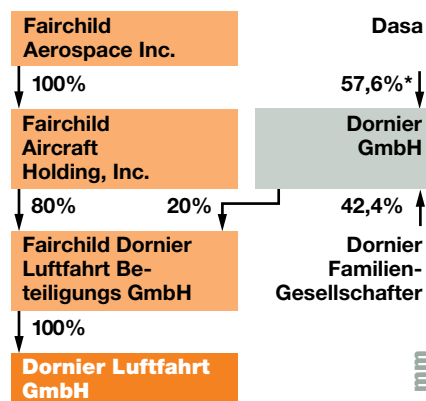 Fairchild
Aerospace Inc.
Dasa
100%
57,6%*
Fairchild
Aircraft
Holding, Inc.
Dornier
GmbH
80%
20%
42,4%
Fairchild Dornier
Luftfahrt Be-
teiligungs GmbH
Dornier
Familien-
Gesellschafter
100%
Dornier Luftfahrt
GmbH
mm